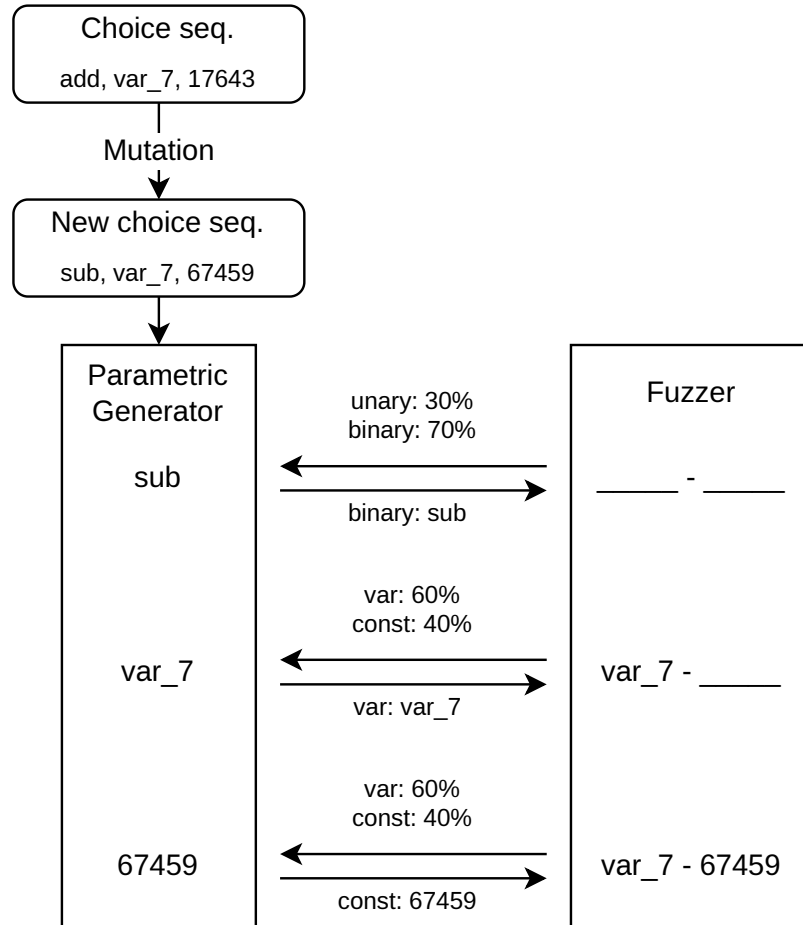 Choice seq.
add, var_7, 17643
Mutation
New choice seq.
sub, var_7, 67459
Parametric
Generator
Fuzzer
unary: 30%
binary: 70%
sub
_____ - _____
binary: sub
var: 60%
const: 40%
var_7
var_7 - _____
var: var_7
var: 60%
const: 40%
67459
var_7 - 67459
const: 67459